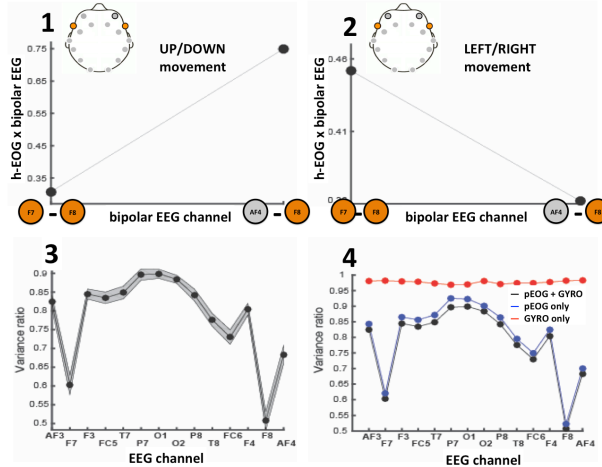 1
UP/DOWN
movement
h-EOG x bipolar EEG
0.75
0.65
0.55
0.45
0.35
F7 - F8
bipolar EEG channel
AF4 - F8
2
LEFT/RIGHT
movement
h-EOG x bipolar EEG
0.46
0.41
F7 - F8
bipolar EEG channel
AF4 - F8
3
Variance ratio
0.9
0.85
0.8
0.75
0.7
0.65
0.6
0.55
0.5
AF3 F7 F3 FC5 T7 P7 O1 O2 P8 T8 FC6 F4 F8 AF4
EEG channel
4
Variance ratio
1
0.95
0.9
0.85
0.8
0.75
0.7
0.65
0.6
0.55
0.5
pEOG + GYRO
pEOG only
GYRO only
AF3 F7 F3 FC5 T7 P7 O1 O2 P8 T8 FC6 F4 F8 AF4
EEG channel